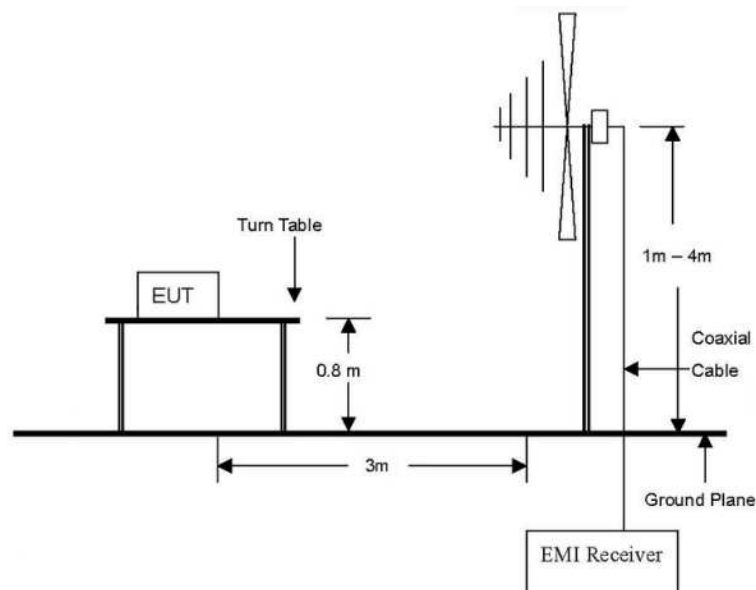 Turn Table
EUT
1m – 4m
0.8 m
Coaxial
Cable
3m
Ground Plane
EMI Receiver